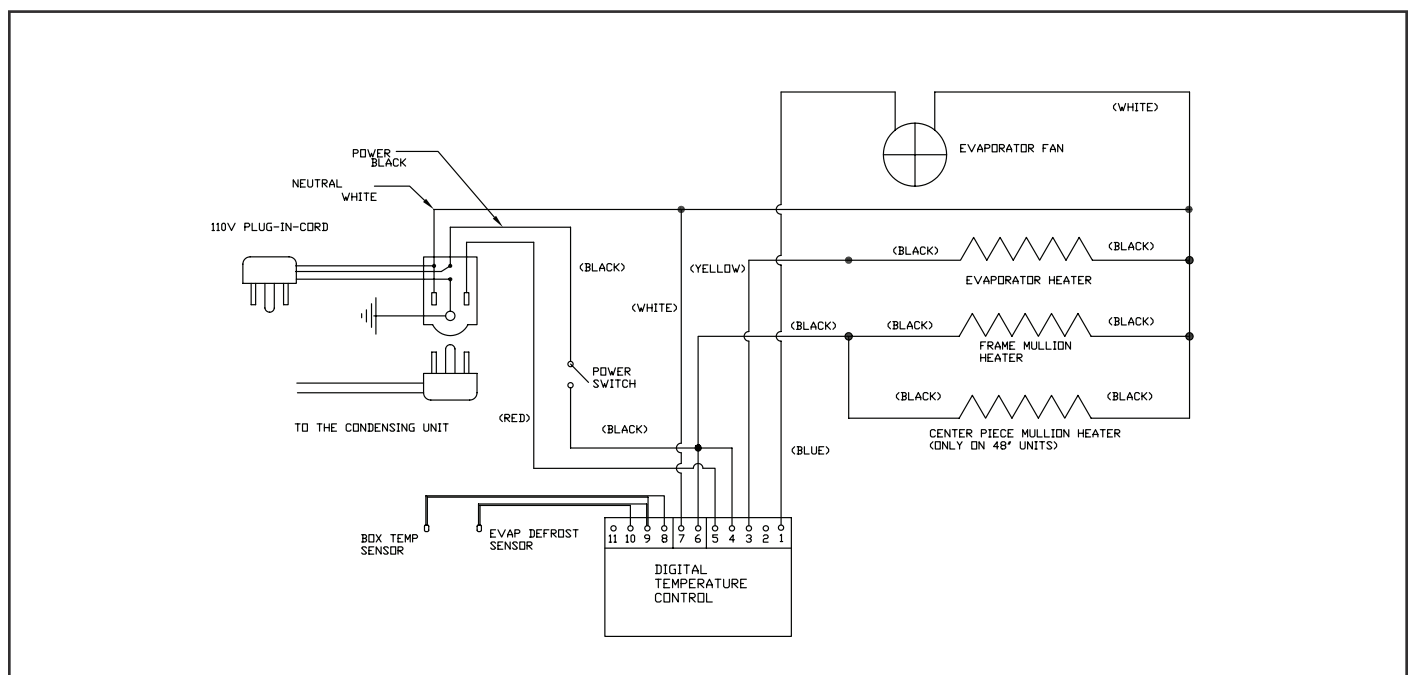 (WHITE)
EVAPORATOR FAN
POWER
BLACK
NEUTRAL
WHITE
110V PLUG-IN-CORD
(BLACK)
(YELLOW)
(BLACK)
(BLACK)
EVAPORATOR HEATER
(WHITE)
(BLACK)
(BLACK)
(BLACK)
FRAME MULLION
HEATER
POWER
SWITCH
(BLACK)
(BLACK)
(RED)
TO THE CONDENSING UNIT
(BLACK)
CENTER PIECE MULLION HEATER
(ONLY ON 48" UNITS)
(BLUE)
BOX TEMP
SENSOR
EVAP DEFROST
SENSOR
11 10 9 8 7 6 5 4 3 2 1
DIGITAL
TEMPERATURE
CONTROL